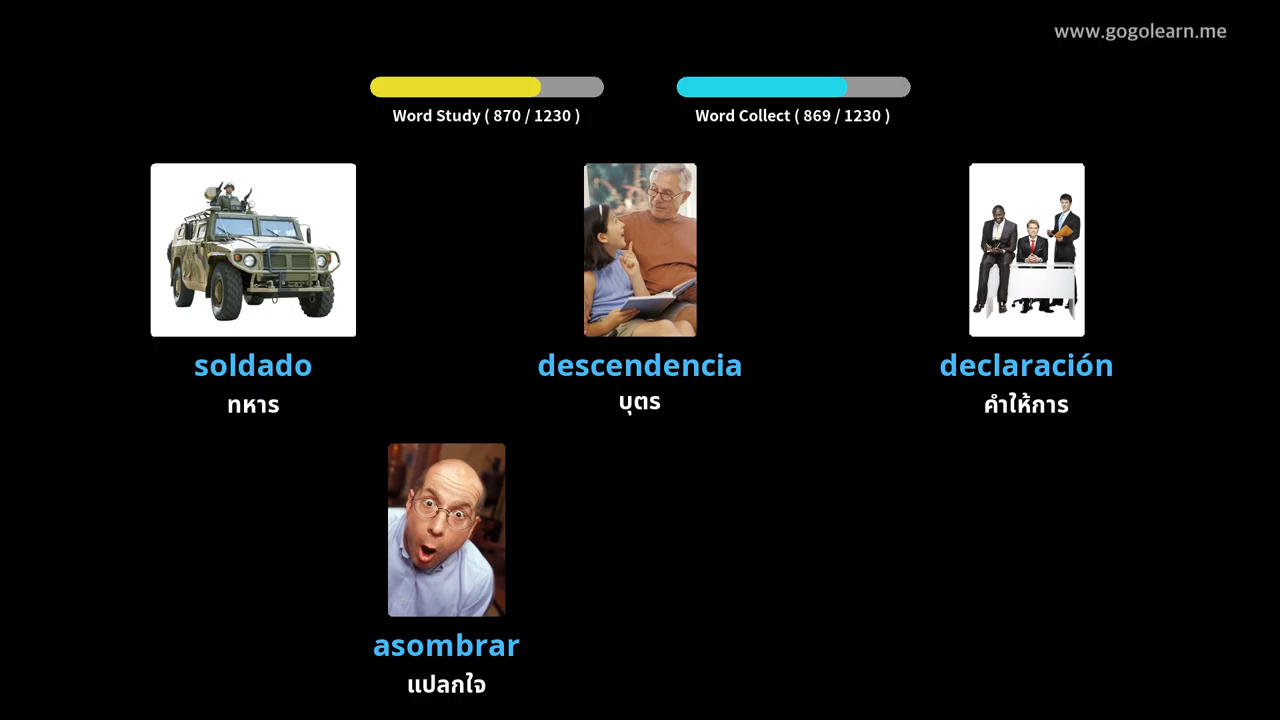 www.gogolearn.me
Word Study ( 870 / 1230 )
Word Collect ( 869 / 1230 )
soldado
ทหาร
descendencia
บุตร
declaración
คำให้การ
asombrar
แปลกใจ